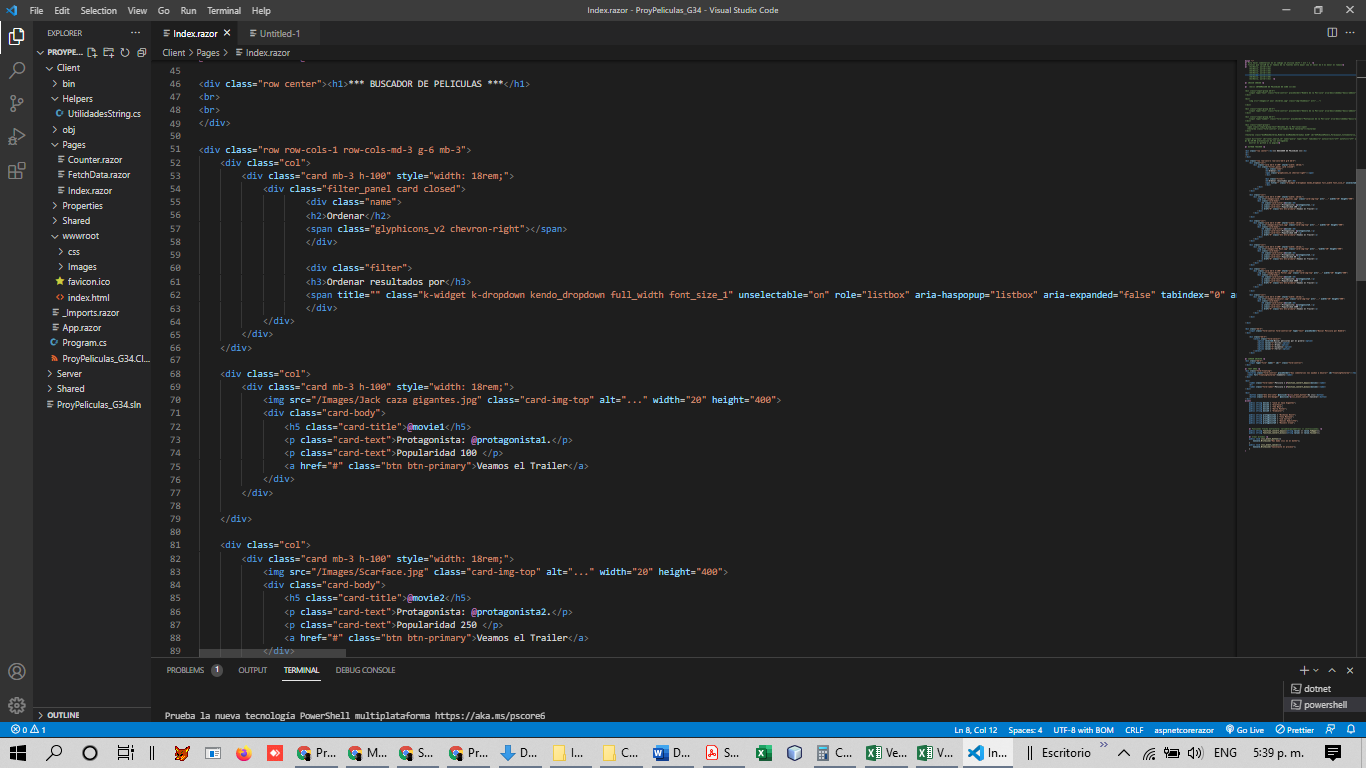 File Edit Selection View Go Run Terminal Help
Index.razor - ProyPeliculas_G34 - Visual Studio Code
EXPLORER
PROYPE...
Client
bin
Helpers
UtilidadesString.cs
obj
Pages
Counter.razor
FetchData.razor
Index.razor
Properties
Shared
wwwroot
css
Images
favicon.ico
index.html
_Imports.razor
App.razor
Program.cs
ProyPeliculas_G34.Cl...
Server
Shared
ProyPeliculas_G34.sln
OUTLINE
Index.razor
Untitled-1
Client > Pages > Index.razor
45
46 <div class="row center"><h1>*** BUSCADOR DE PELICULAS ***</h1>
47 <br>
48 <br>
49 </div>
50
51 <div class="row row-cols-1 row-cols-md-3 g-6 mb-3">
52 <div class="col">
53 <div class="card mb-3 h-100" style="width: 18rem;">
54 <div class="filter_panel card closed">
55 <div class="name">
56 <h2>Ordenar</h2>
57 <span class="glyphicons_v2 chevron-right"></span>
58 </div>
59
60 <div class="filter">
61 <h3>Ordenar resultados por</h3>
62 <span title="" class="k-widget k-dropdown kendo_dropdown full_width font_size_1" unselectable="on" role="listbox" aria-haspopup="listbox" aria-expanded="false" tabindex="0" a
63 </div>
64 </div>
65 </div>
66 </div>
67
68 <div class="col">
69 <div class="card mb-3 h-100" style="width: 18rem;">
70 <img src="/Images/Jack caza gigantes.jpg" class="card-img-top" alt="..." width="20" height="400">
71 <div class="card-body">
72 <h5 class="card-title">@movie1</h5>
73 <p class="card-text">Protagonista: @protagonista1.</p>
74 <p class="card-text">Popularidad 100 </p>
75 <a href="#" class="btn btn-primary">Veamos el Trailer</a>
76 </div>
77 </div>
78
79 </div>
80
81 <div class="col">
82 <div class="card mb-3 h-100" style="width: 18rem;">
83 <img src="/Images/Scarface.jpg" class="card-img-top" alt="..." width="20" height="400">
84 <div class="card-body">
85 <h5 class="card-title">@movie2</h5>
86 <p class="card-text">Protagonista: @protagonista2.</p>
87 <p class="card-text">Popularidad 250 </p>
88 <a href="#" class="btn btn-primary">Veamos el Trailer</a>
89 </div>
PROBLEMS 1 OUTPUT TERMINAL DEBUG CONSOLE
Prueba la nueva tecnología PowerShell multiplataforma https://aka.ms/pscore6
dotnet
powershell
0 1 Ln 8, Col 12 Spaces: 4 UTF-8 with BOM CRLF aspnetcorerazor Go Live Prettier
Pr... M... S... Pr... D... I... C... D... S... C... Ve... V... In... Escritorio ENG 5:39 p. m.